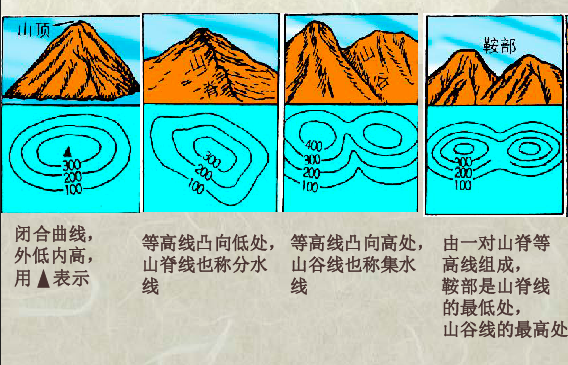 山顶
山
脊
山
谷
鞍部
300
200
100
300
200
100
400
300
200
100
300
200
100
闭合曲线，
外低内高，
用▲表示
等高线凸向低处，
山脊线也称分水
线
等高线凸向高处，
山谷线也称集水
线
由一对山脊等
高线组成，
鞍部是山脊线
的最低处，
山谷线的最高处